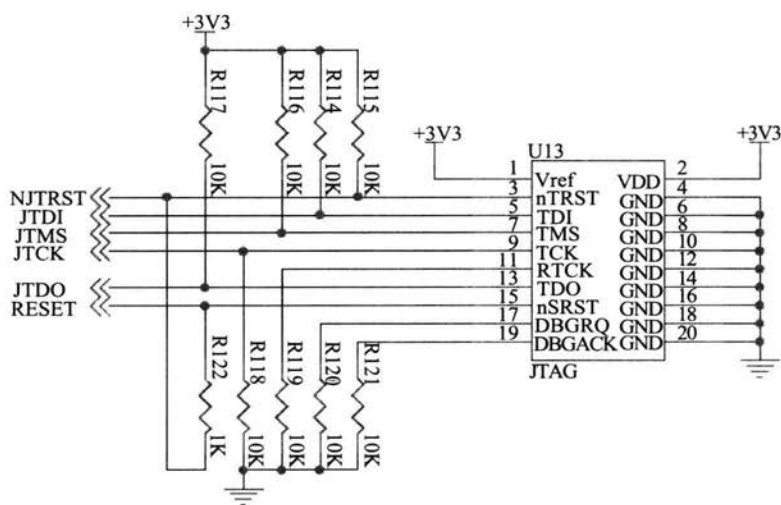 +3V3
R117
R116
R114
R115
10K
10K
10K
10K
+3V3
+3V3
U13
1
Vref
VDD
2
NJTRST
3
nTRST
GND
4
JTDI
5
TDI
GND
6
JTMS
7
TMS
GND
8
JTCK
9
TCK
GND
10
11
RTCK
GND
12
JTDO
13
TDO
GND
14
RESET
15
nSRST
GND
16
17
DBGRQ
GND
18
19
DBGACK
GND
20
JTAG
R122
R118
R119
R120
R121
1K
10K
10K
10K
10K